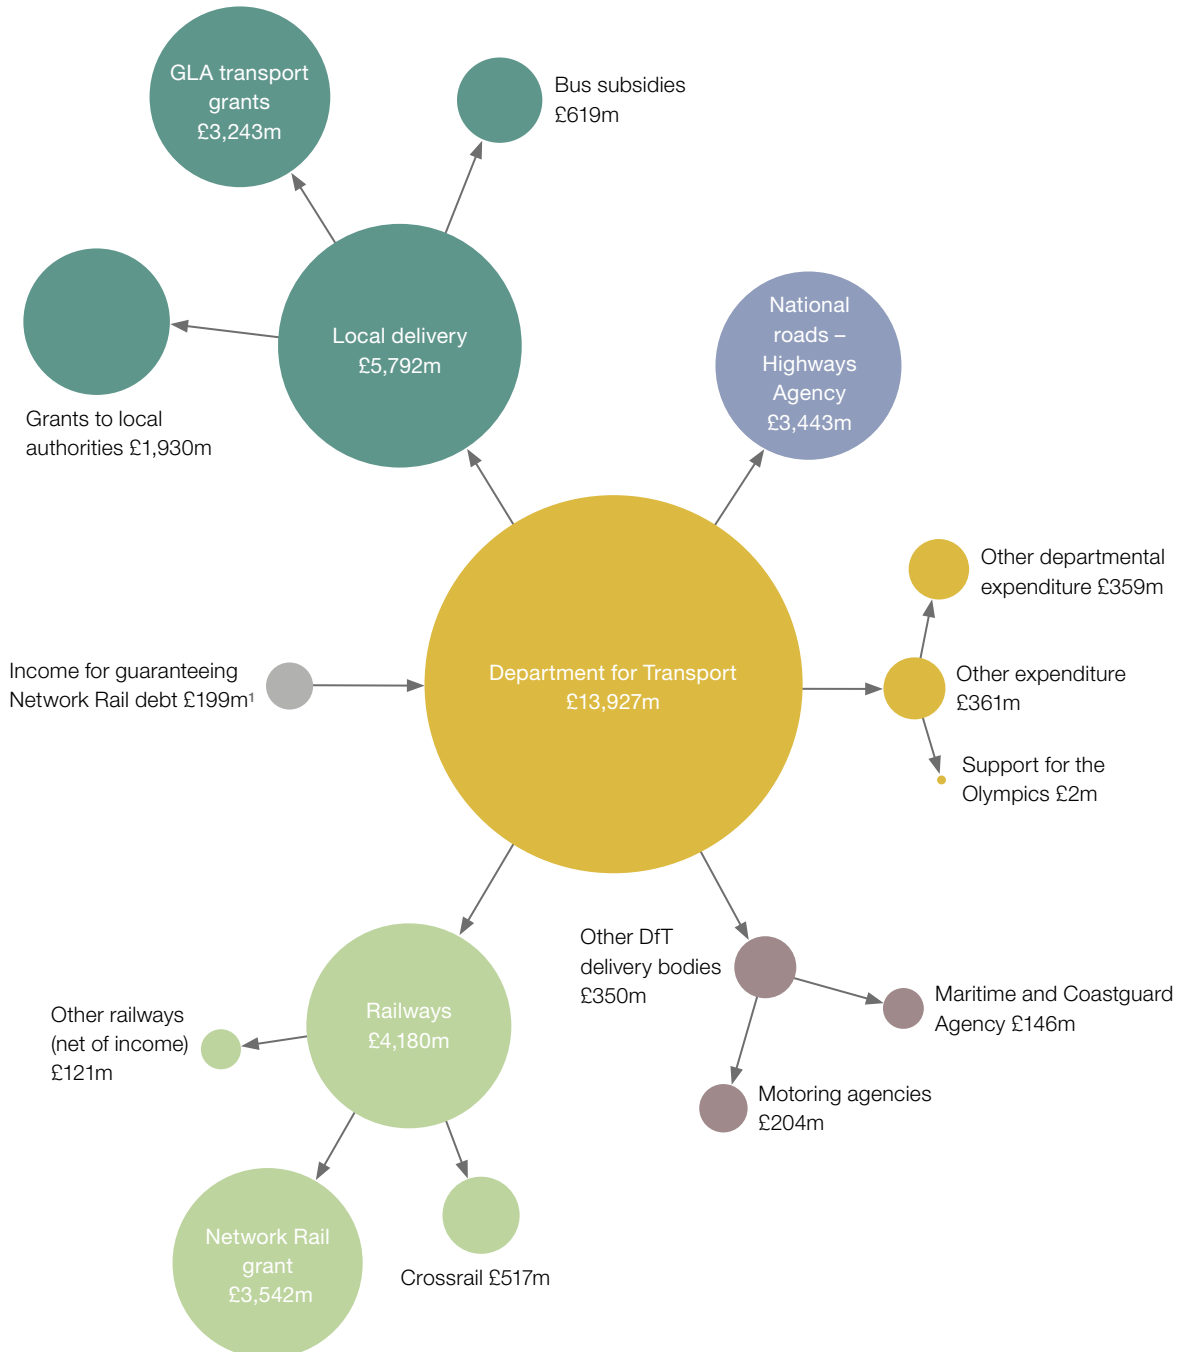 GLA transport
grants
£3,243m
Bus subsidies
£619m
Local delivery
£5,792m
National
roads –
Highways
Agency
£3,443m
Grants to local
authorities £1,930m
Other departmental
expenditure £359m
Income for guaranteeing
Network Rail debt £199m¹
Department for Transport
£13,927m
Other expenditure
£361m
Support for the
Olympics £2m
Other DfT
delivery bodies
£350m
Maritime and Coastguard
Agency £146m
Motoring agencies
£204m
Railways
£4,180m
Other railways
(net of income)
£121m
Network Rail
grant
£3,542m
Crossrail £517m